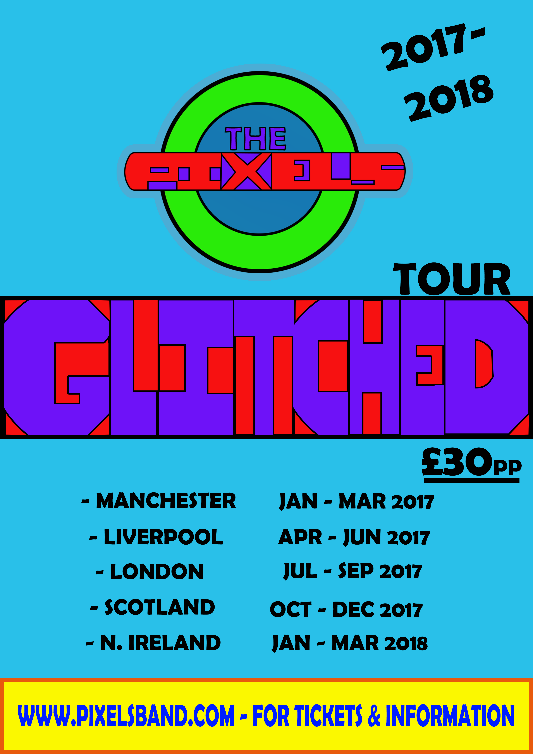 2017-
2018
THE
PIXELS
TOUR
GLITCHED
£30PP
- MANCHESTER JAN - MAR 2017
- LIVERPOOL APR - JUN 2017
- LONDON JUL - SEP 2017
- SCOTLAND OCT - DEC 2017
- N. IRELAND JAN - MAR 2018
WWW.PIXELSBAND.COM - FOR TICKETS & INFORMATION